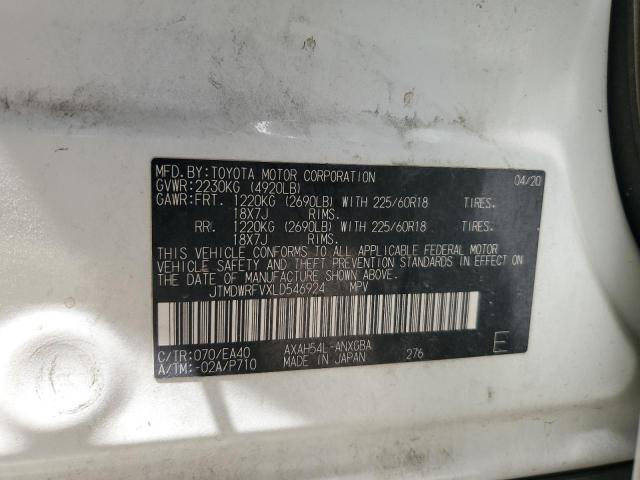 MFD.BY:TOYOTA MOTOR CORPORATION 04/20
GVWR:2230KG (4920LB)
GAWR:FRT. 1220KG (2690LB) WITH 225/60R18 TIRES.
18X7J RIMS.
RR. 1220KG (2690LB) WITH 225/60R18 TIRES.
18X7J RIMS.
THIS VEHICLE CONFORMS TO ALL APPLICABLE FEDERAL MOTOR
VEHICLE SAFETY AND THEFT PREVENTION STANDARDS IN EFFECT ON
THE DATE OF MANUFACTURE SHOWN ABOVE.
JTMDWRFVXLD546924 MPV
C/TR:070/EA40 AXAH54L-ANXGBA
A/TM:-02A/P710 MADE IN JAPAN 276 E